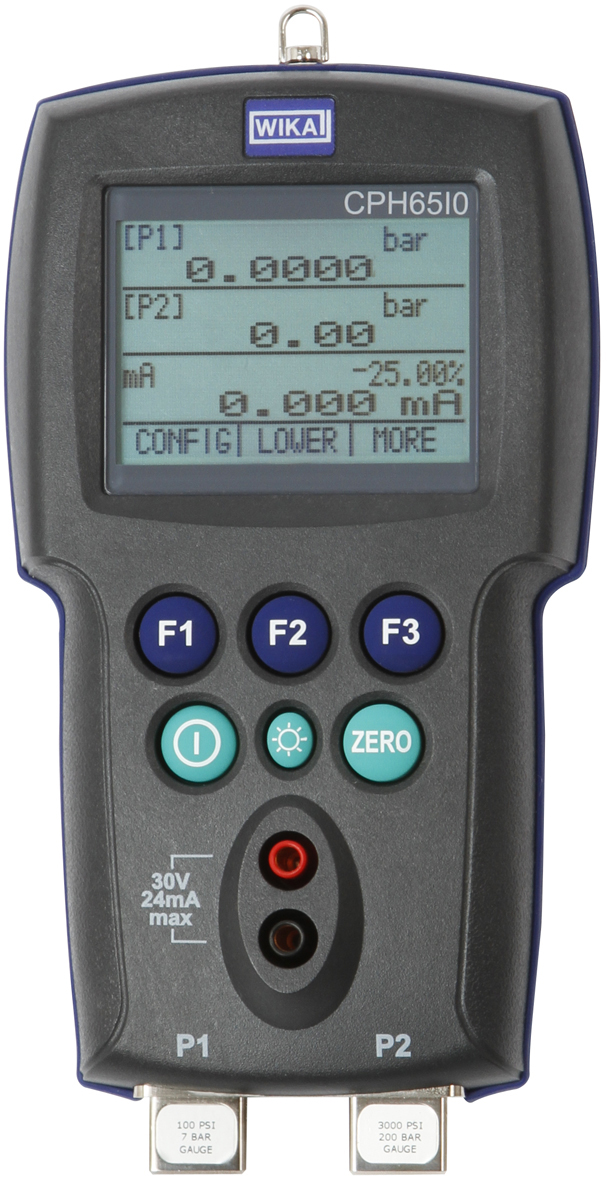 WIKA
CPH65I0
[P1] bar
0.0000
[P2] bar
0.00
mA -25.00%
0.000 mA
CONFIG| LOWER | MORE
F1 F2 F3
ZERO
30V
24mA
max
P1 P2
100 PSI
7 BAR
GAUGE
3000 PSI
200 BAR
GAUGE